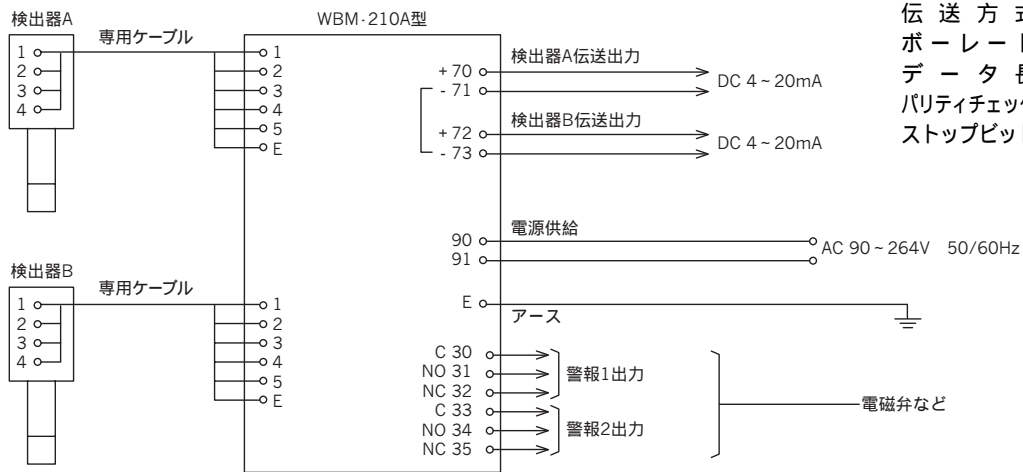 検出器A
専用ケーブル
1
2
3
4
WBM-210A型
1
2
3
4
5
E
+ 70
- 71
検出器A伝送出力
DC 4~20mA
+ 72
- 73
検出器B伝送出力
DC 4~20mA
伝送方式
ボーレート
データ長
パリティチェック
ストップビット
90
91
電源供給
AC 90~264V 50/60Hz
E
アース
検出器B
専用ケーブル
1
2
3
4
1
2
3
4
5
E
C 30
NO 31
NC 32
警報1出力
C 33
NO 34
NC 35
警報2出力
電磁弁など